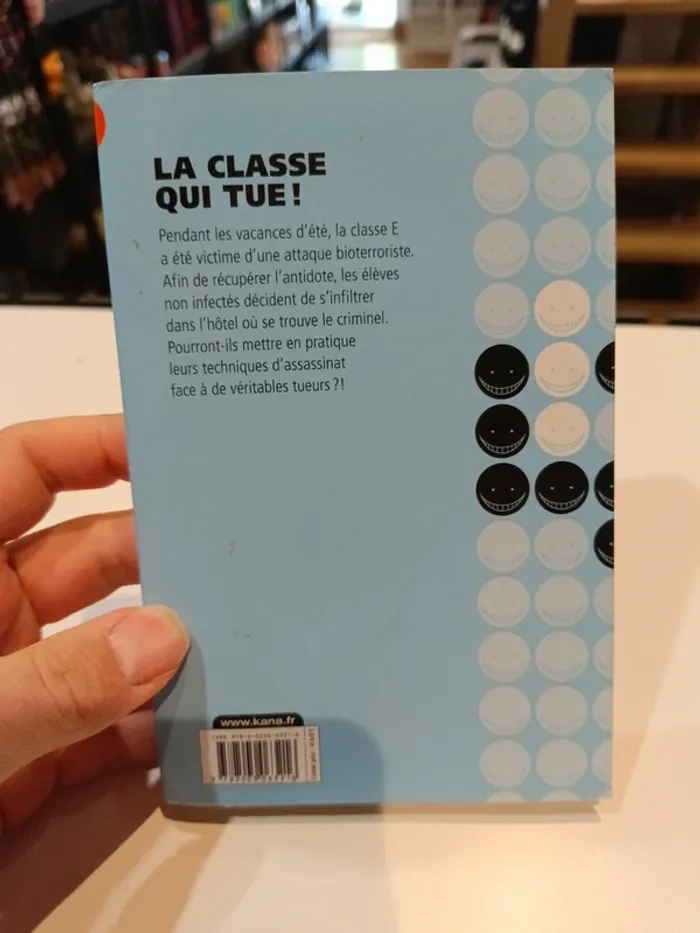 LA CLASSE
QUI TUE!
Pendant les vacances d'été, la classe E
a été victime d'une attaque bioterroriste.
Afin de récupérer l'antidote, les élèves
non infectés décident de s'infiltrer
dans l'hôtel où se trouve le criminel.
Pourront-ils mettre en pratique
leurs techniques d'assassinat
face à de véritables tueurs ?!
www.kana.fr